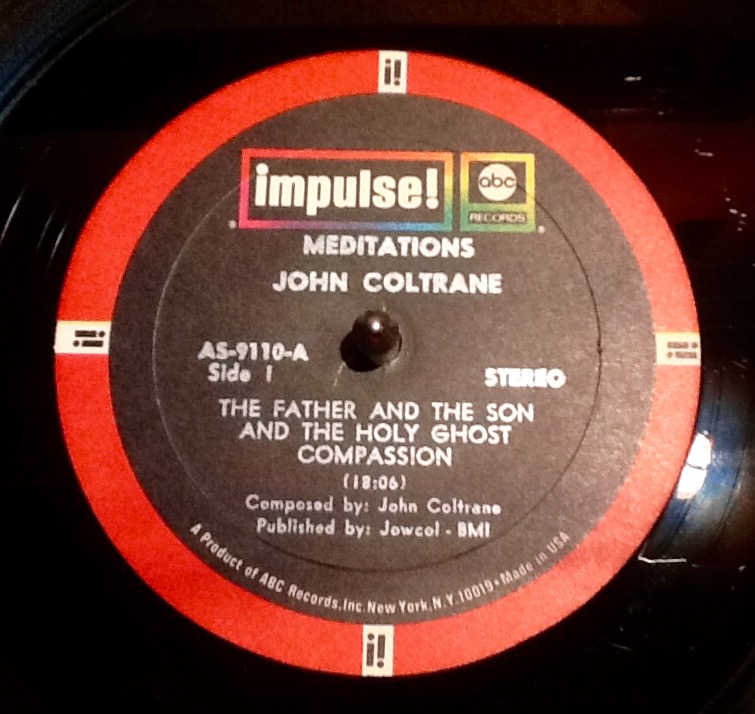 i!
impulse! abc RECORDS
MEDITATIONS
JOHN COLTRANE
AS-9110-A
Side 1
STEREO
THE FATHER AND THE SON
AND THE HOLY GHOST
COMPASSION
(18:06)
Composed by: John Coltrane
Published by: Jowcol - BMI
A Product of ABC Records, Inc. New York, N.Y. 10019 • Made in USA
i!
i!
i!